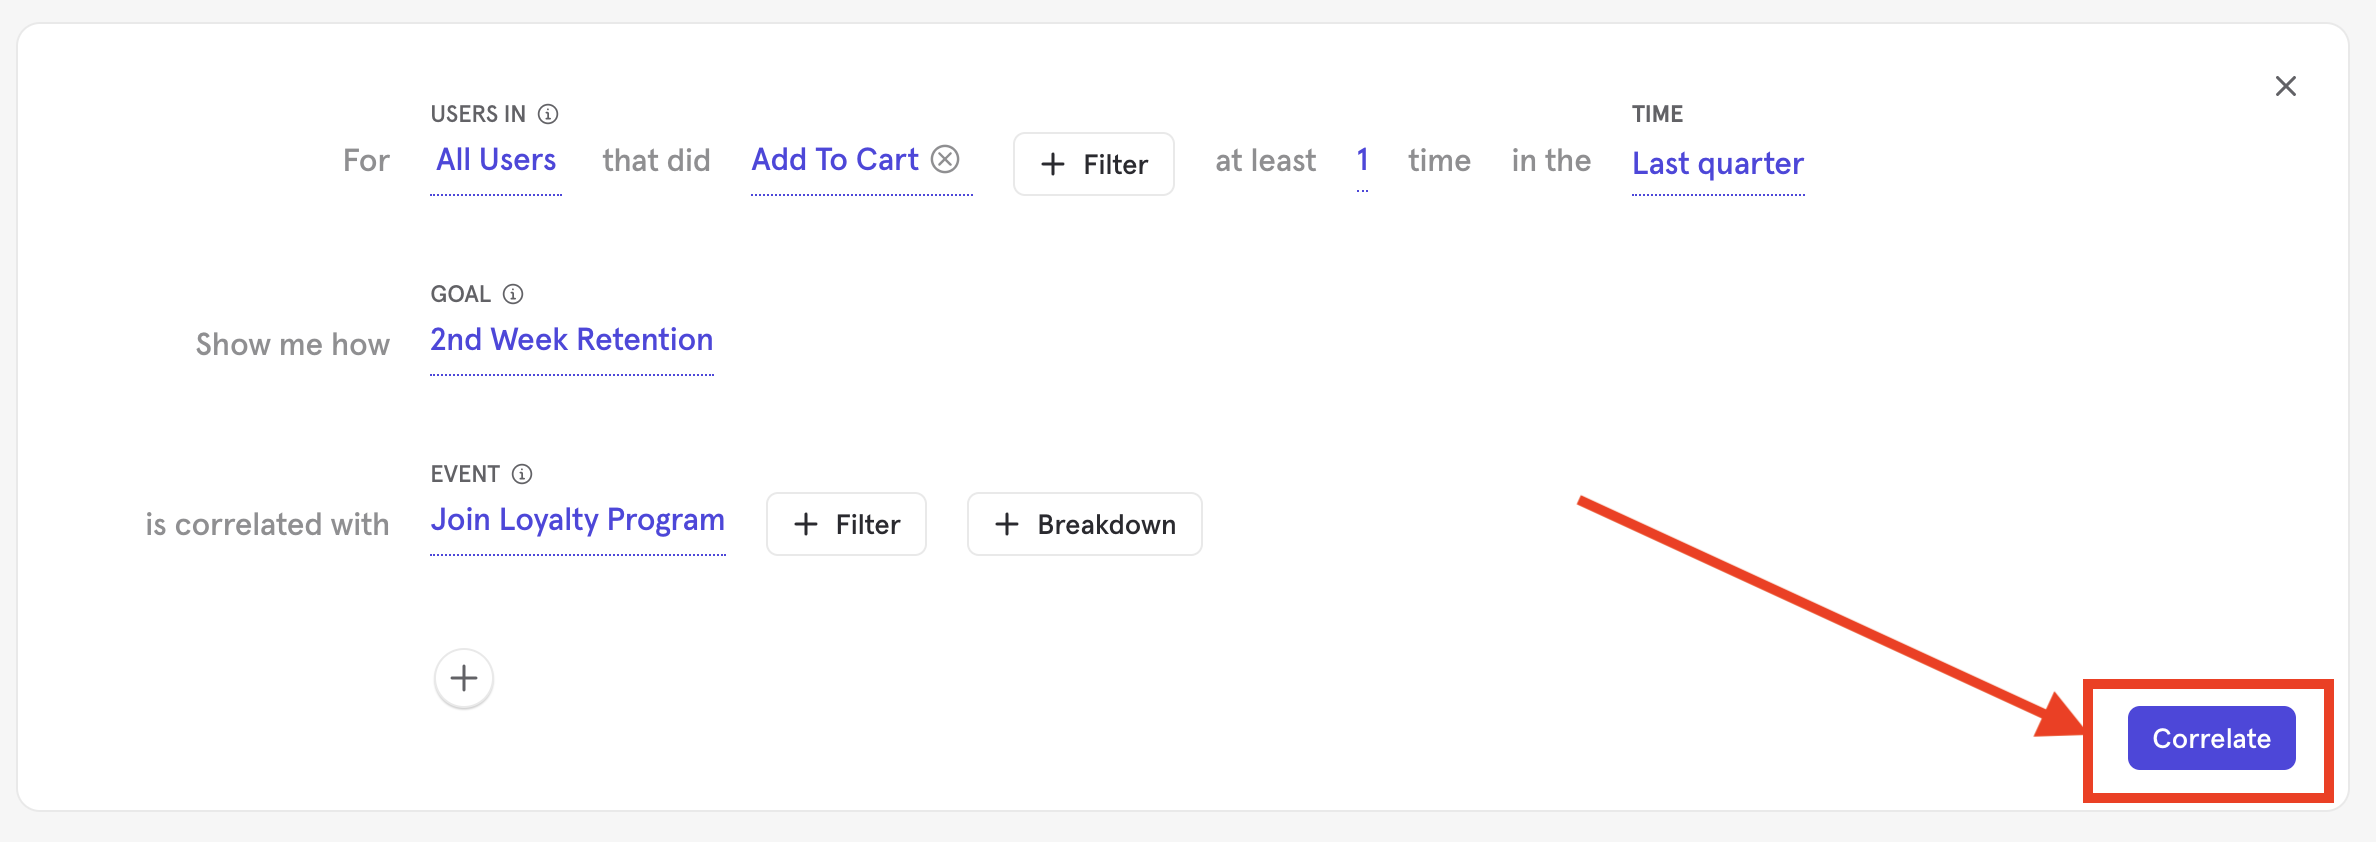 USERS IN
TIME
For All Users that did Add To Cart + Filter at least 1 time in the Last quarter
GOAL
Show me how 2nd Week Retention
EVENT
is correlated with Join Loyalty Program + Filter + Breakdown
+
Correlate